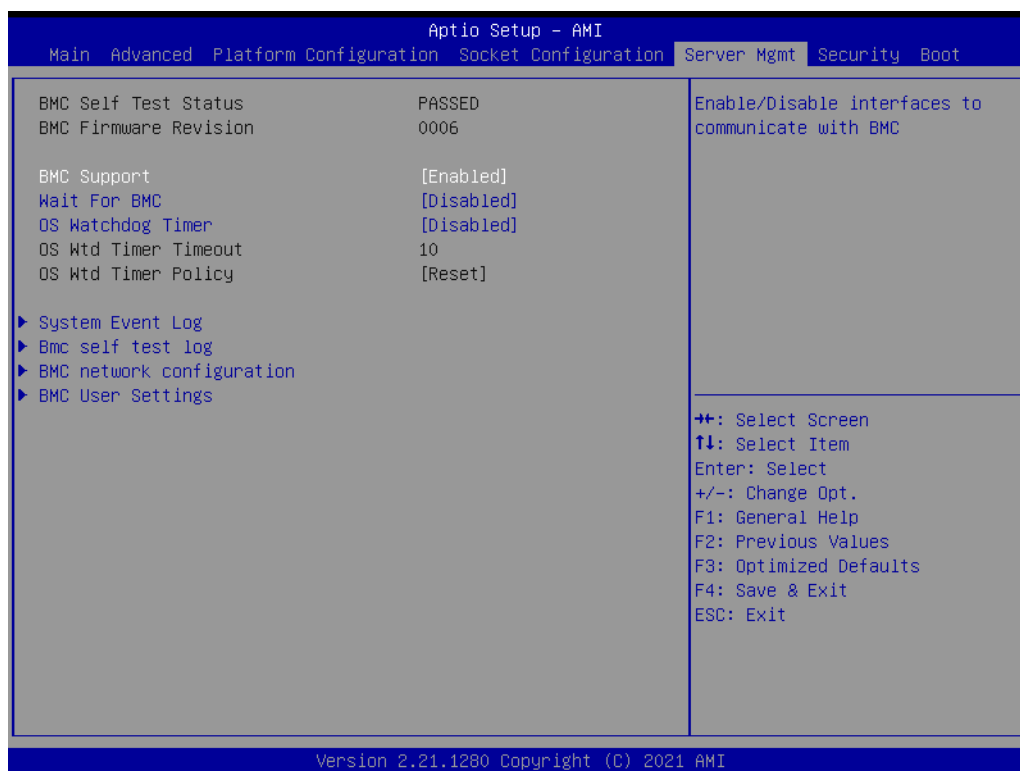 Aptio Setup – AMI
Main Advanced Platform Configuration Socket Configuration Server Mgmt Security Boot
BMC Self Test Status PASSED
BMC Firmware Revision 0006
BMC Support [Enabled]
Wait For BMC [Disabled]
OS Watchdog Timer [Disabled]
OS Wtd Timer Timeout 10
OS Wtd Timer Policy [Reset]
System Event Log
Bmc self test log
BMC network configuration
BMC User Settings
Enable/Disable interfaces to
communicate with BMC
→←: Select Screen
↑↓: Select Item
Enter: Select
+/-: Change Opt.
F1: General Help
F2: Previous Values
F3: Optimized Defaults
F4: Save & Exit
ESC: Exit
Version 2.21.1280 Copyright (C) 2021 AMI